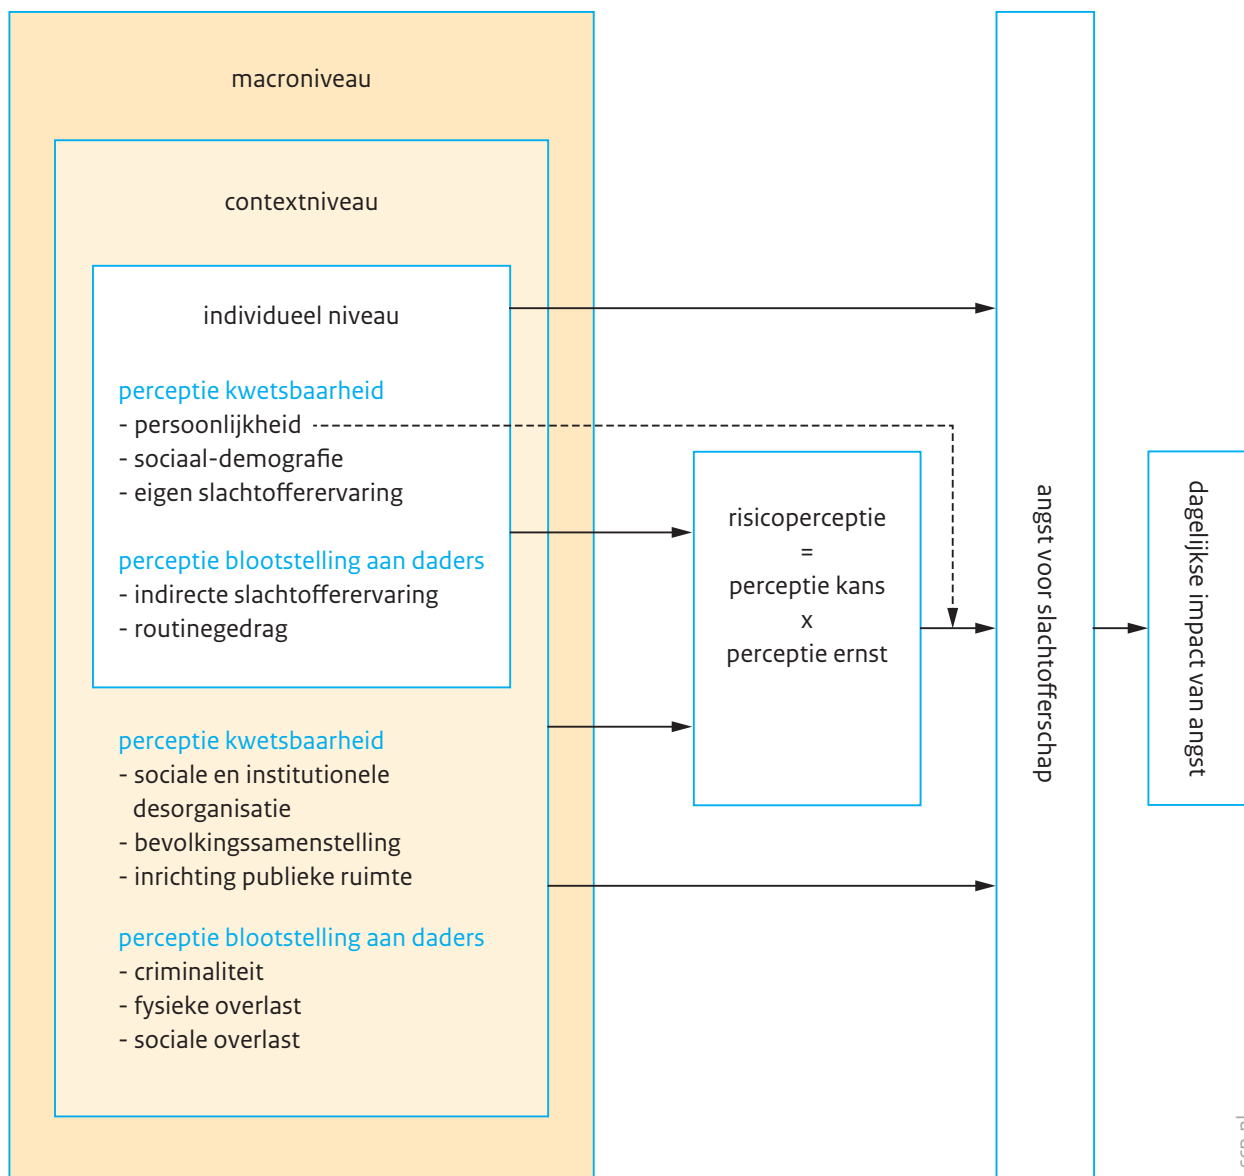 macroniveau
contextniveau
individueel niveau
perceptie kwetsbaarheid
- persoonlijkheid
- sociaal-demografie
- eigen slachtofferervaring
perceptie blootstelling aan daders
- indirecte slachtofferervaring
- routinegedrag
perceptie kwetsbaarheid
- sociale en institutionele
desorganisatie
- bevolkingssamenstelling
- inrichting publieke ruimte
perceptie blootstelling aan daders
- criminaliteit
- fysieke overlast
- sociale overlast
risicoperceptie
=
perceptie kans
x
perceptie ernst
angst voor slachtofferschap
dagelijkse impact van angst